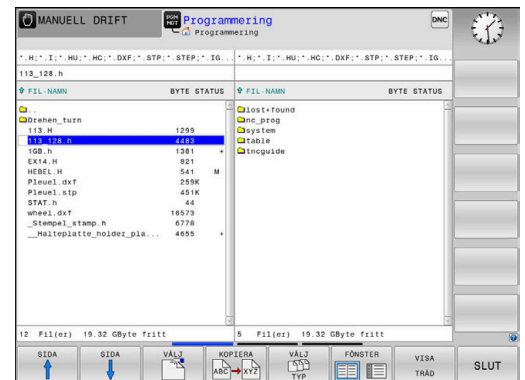 MANUELL DRIFT
PGM
MGT
Programmering
Programmering
DNC
*.H;*.I;*.HU;*.HC;*.DXF;*.STP;*.STEP;*.IG...
*.H;*.I;*.HU;*.HC;*.DXF;*.STP;*.STEP;*.IG...
113_128.h
FIL-NAMN BYTE STATUS
FIL-NAMN BYTE STATUS
..
Drehen_turn
113.H 1299
113_128.h 4483
1GB.h 1381 +
EX14.H 821
HEBEL.H 541 M
Pleuel.dxf 259K
Pleuel.stp 451K
STAT.h 44
wheel.dxf 16573
_Stempel_stamp.h 6778
__Halteplatte_holder_pla... 4655 +
lost+found
nc_prog
system
table
tncguide
12 Fil(er) 19.32 GByte fritt
5 Fil(er) 19.32 GByte fritt
SIDA
SIDA
VÄLJ
KOPIERA
ABC XYZ
VÄLJ
TYP
FÖNSTER
VISA
TRÄD
SLUT